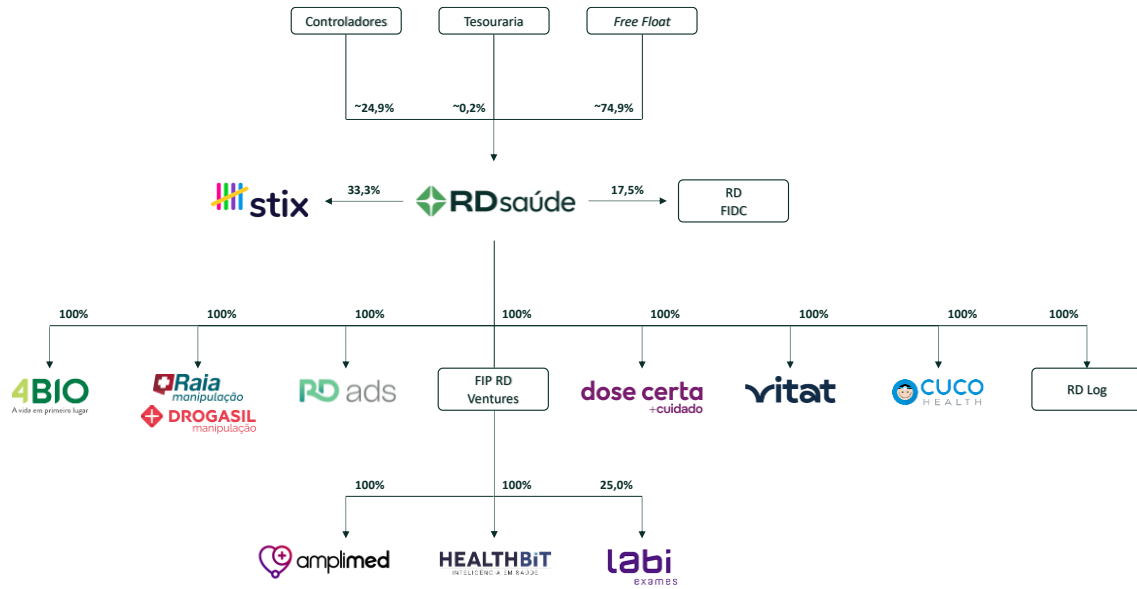 Controladores
Tesouraria
Free Float
~24,9%
~0,2%
~74,9%
stix
33,3%
RDsaúde
17,5%
RD
FIDC
100%
100%
100%
100%
100%
100%
100%
100%
4BIO
A vida em primeiro lugar
Raia
manipulação
DROGASIL
manipulação
RD ads
FIP RD
Ventures
dose certa
+cuidado
vitat
CUCO
HEALTH
RD Log
100%
100%
25,0%
amplimed
HEALTHBiT
INTELIGÊNCIA EM SAÚDE
labi
exames